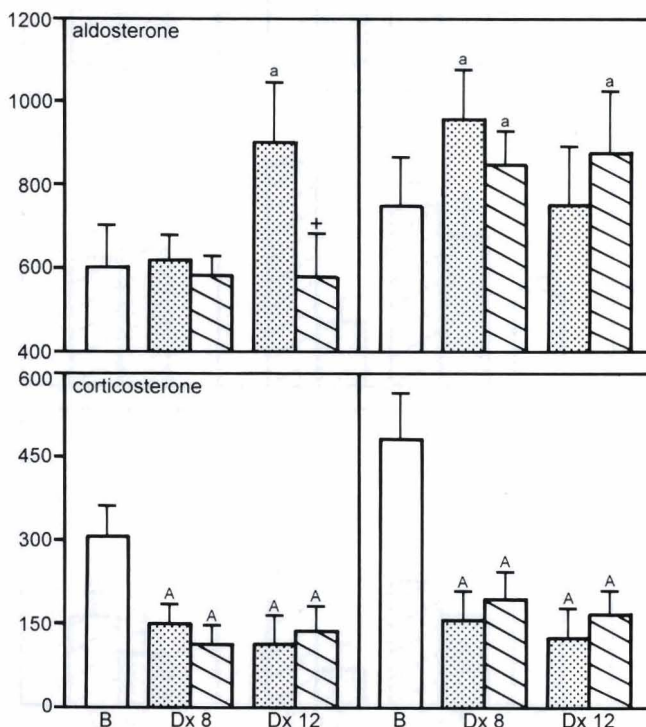 1200
aldosterone
a
a
a
a
1000
800
+
600
400
600
corticosterone
450
300
A
A
A
A
A
A
A
A
150
0
B Dx 8 Dx 12 B Dx 8 Dx 12